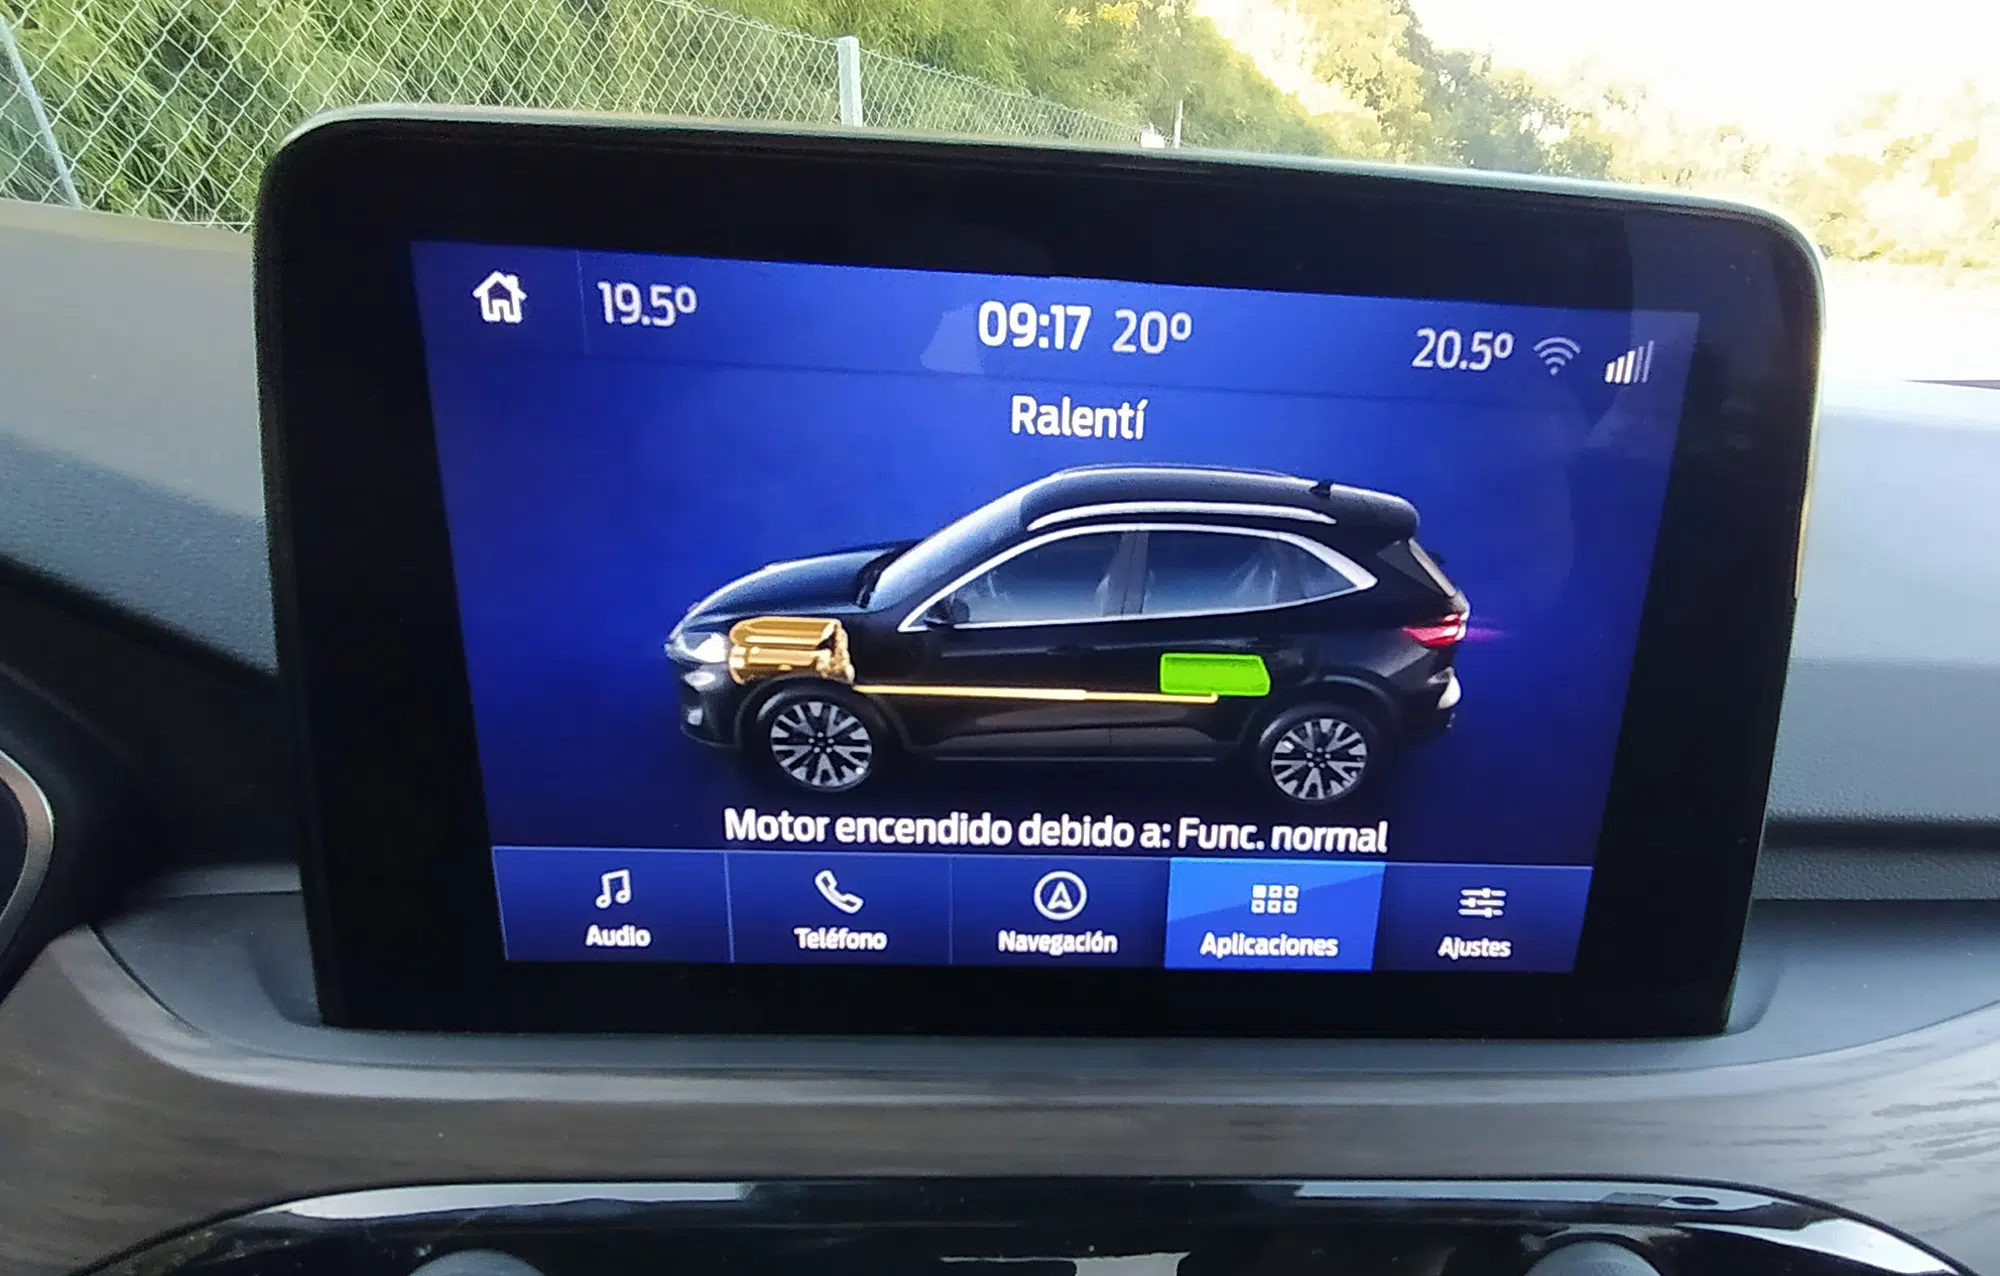 19.5º 09:17 20º 20.5º
Ralentí
Motor encendido debido a: Func. normal
Audio Teléfono Navegación Aplicaciones Ajustes